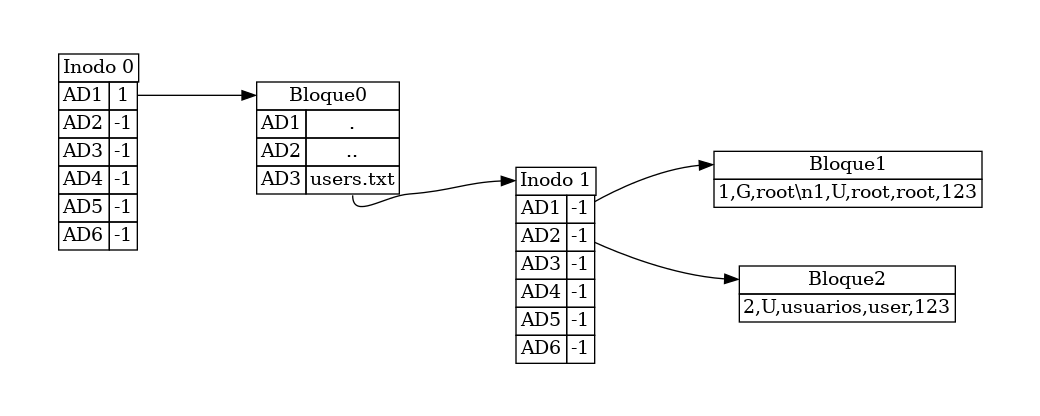 Inodo 0
AD1 1
AD2 -1
AD3 -1
AD4 -1
AD5 -1
AD6 -1
Bloque0
AD1 .
AD2 ..
AD3 users.txt
Inodo 1
AD1 -1
AD2 -1
AD3 -1
AD4 -1
AD5 -1
AD6 -1
Bloque1
1,G,root\n1,U,root,root,123
Bloque2
2,U,usuarios,user,123